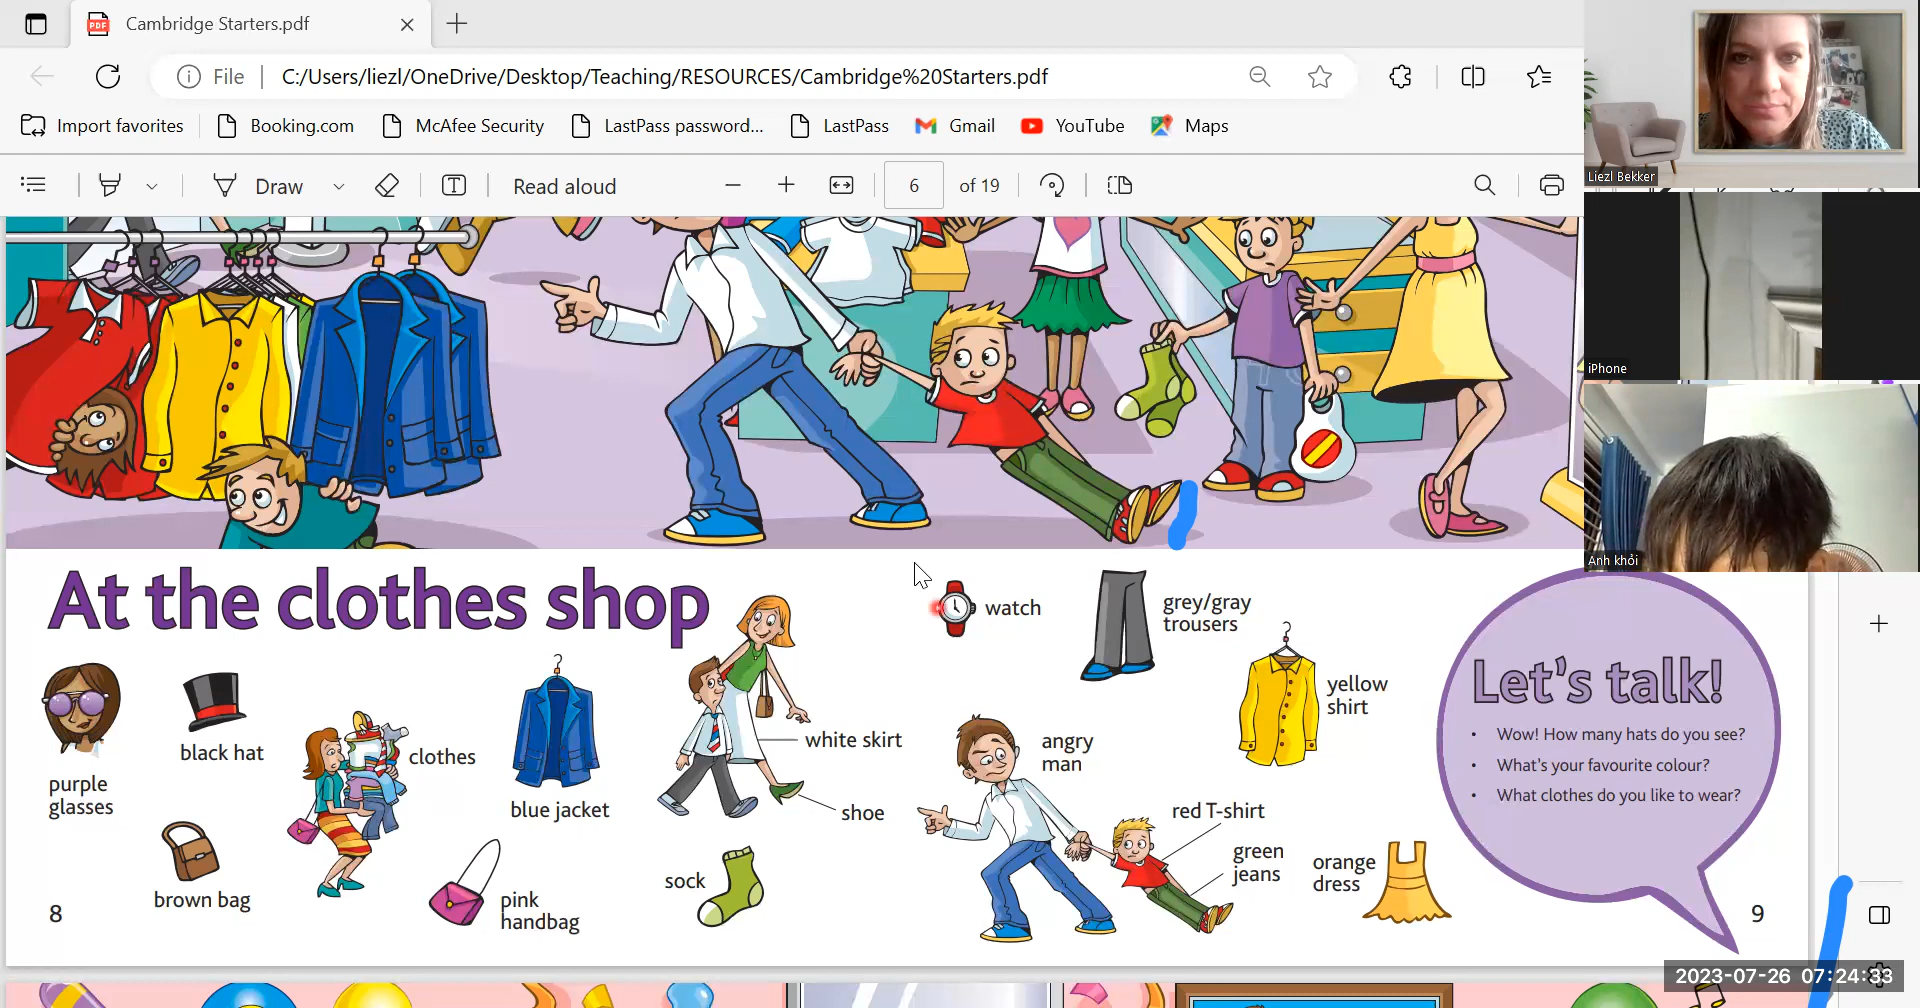 Cambridge Starters.pdf
File
C:/Users/liezl/OneDrive/Desktop/Teaching/RESOURCES/Cambridge%20Starters.pdf
Import favorites
Booking.com
McAfee Security
LastPass password...
LastPass
Gmail
YouTube
Maps
Draw
Read aloud
6
of 19
Liezl Bekker
iPhone
Anh khỏi
At the clothes shop
purple
glasses
black hat
brown bag
clothes
pink
handbag
blue jacket
white skirt
shoe
sock
watch
grey/gray
trousers
yellow
shirt
angry
man
red T-shirt
green
jeans
orange
dress
Let's talk!
• Wow! How many hats do you see?
• What's your favourite colour?
• What clothes do you like to wear?
8
9
2023-07-26 07:24:33